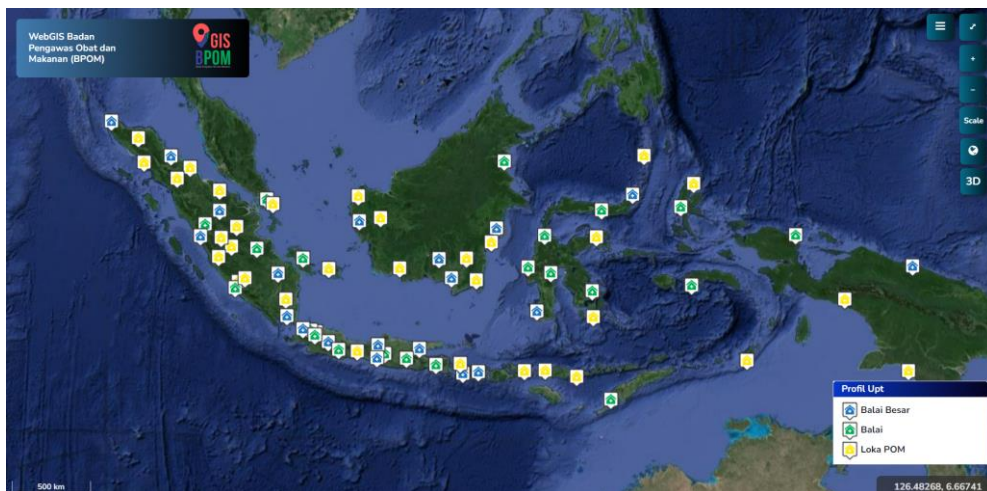 WebGIS Badan
Pengawas Obat dan
Makanan (BPOM)
GIS
BPOM
Scale
3D
Profil Upt
Balai Besar
Balai
Loka POM
500 km
126.48268, 6.66741